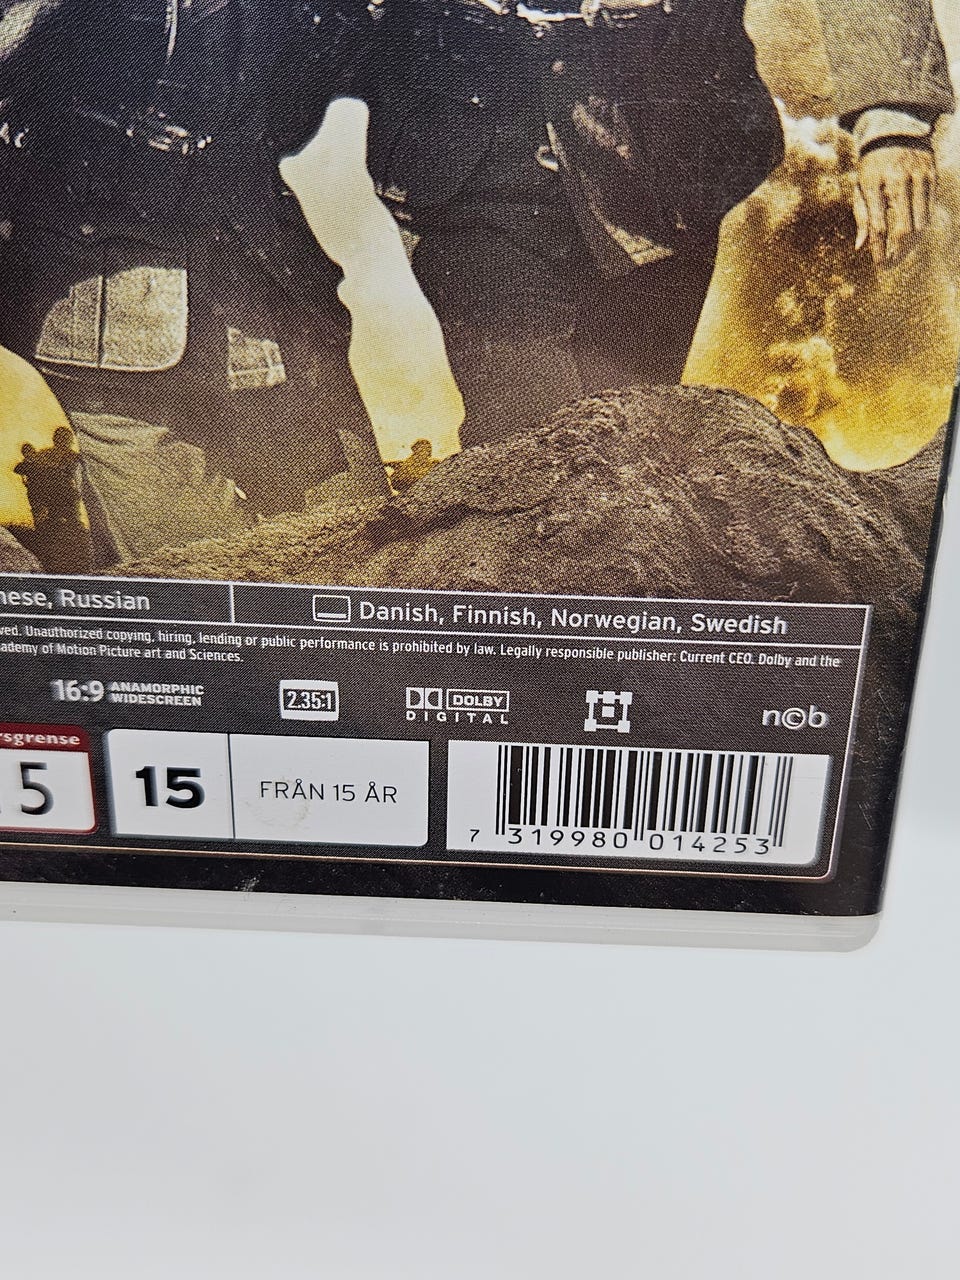 nese, Russian
Danish, Finnish, Norwegian, Swedish
ved. Unauthorized copying, hiring, lending or public performance is prohibited by law. Legally responsible publisher: Current CEO. Dolby and the
ademy of Motion Picture art and Sciences.
16:9 ANAMORPHIC WIDESCREEN
2.35:1
DOLBY
DIGITAL
n©b
rsgrense
5
15
FRÅN 15 ÅR
7 319980 014253